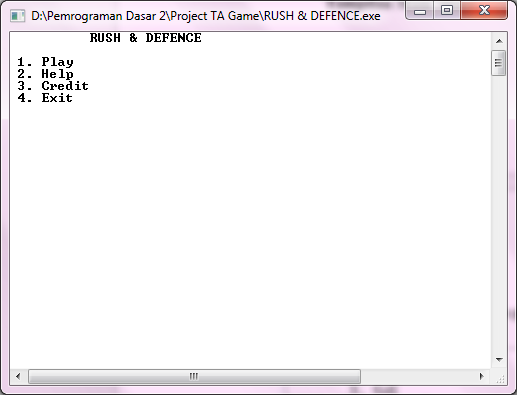 D:\Pemrograman Dasar 2\Project TA Game\RUSH & DEFENCE.exe
RUSH & DEFENCE
1. Play
2. Help
3. Credit
4. Exit